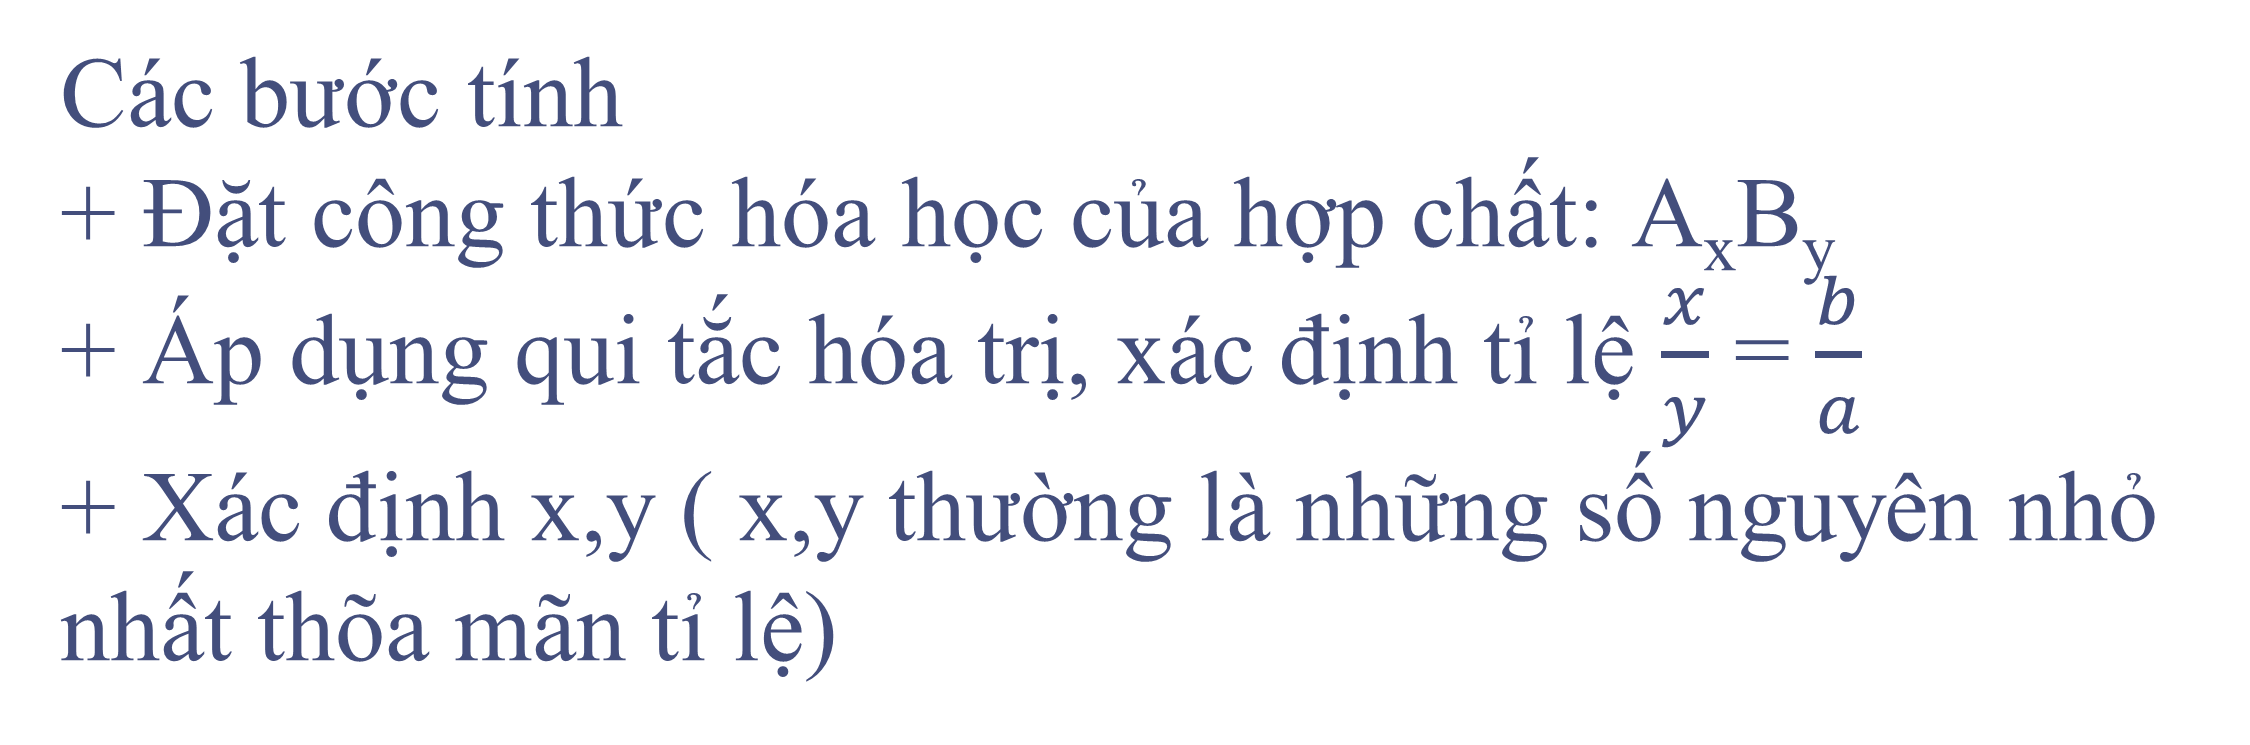 Các bước tính
+ Đặt công thức hóa học của hợp chất: AₓBᵧ
+ Áp dụng qui tắc hóa trị, xác định tỉ lệ x/y = b/a
+ Xác định x,y ( x,y thường là những số nguyên nhỏ
nhất thõa mãn tỉ lệ)